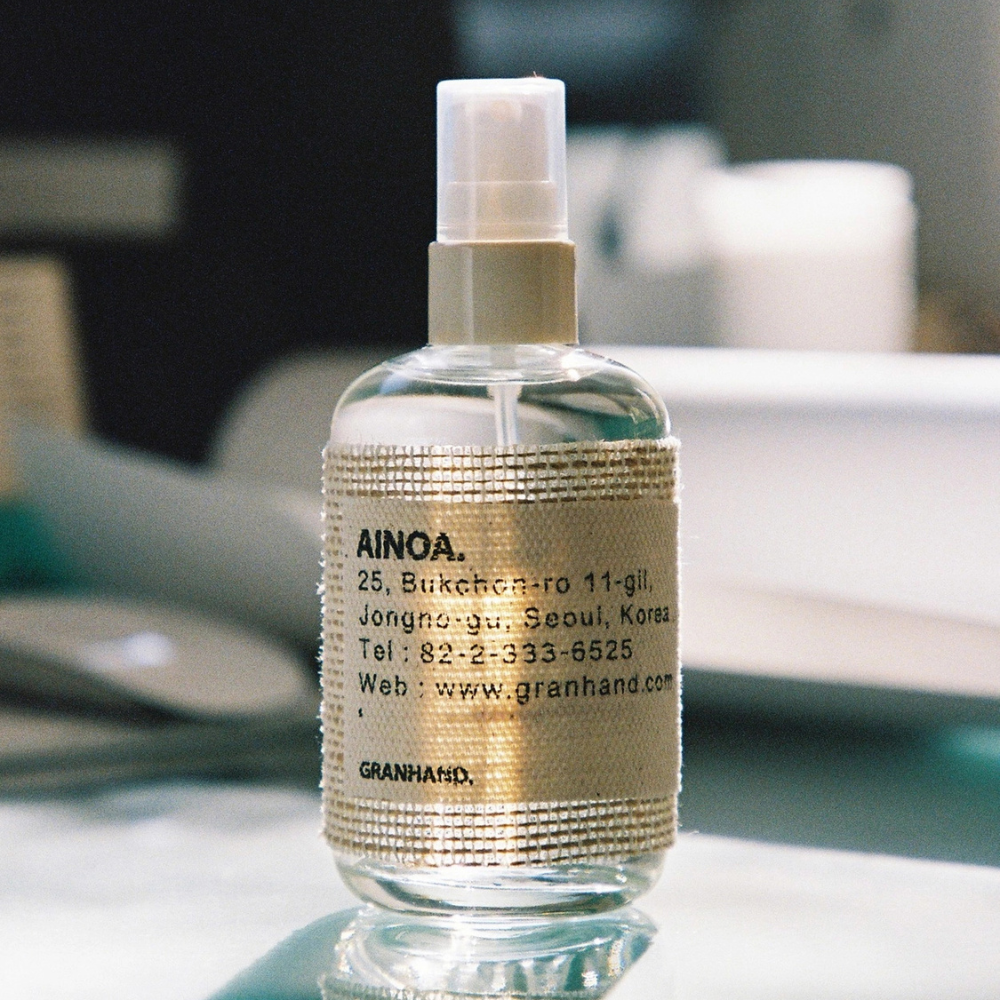 AINOA.
25, Bukchon-ro 11-gil,
Jongno-gu, Seoul, Korea
Tel : 82-2-333-6525
Web : www.granhand.com
GRANHAND.